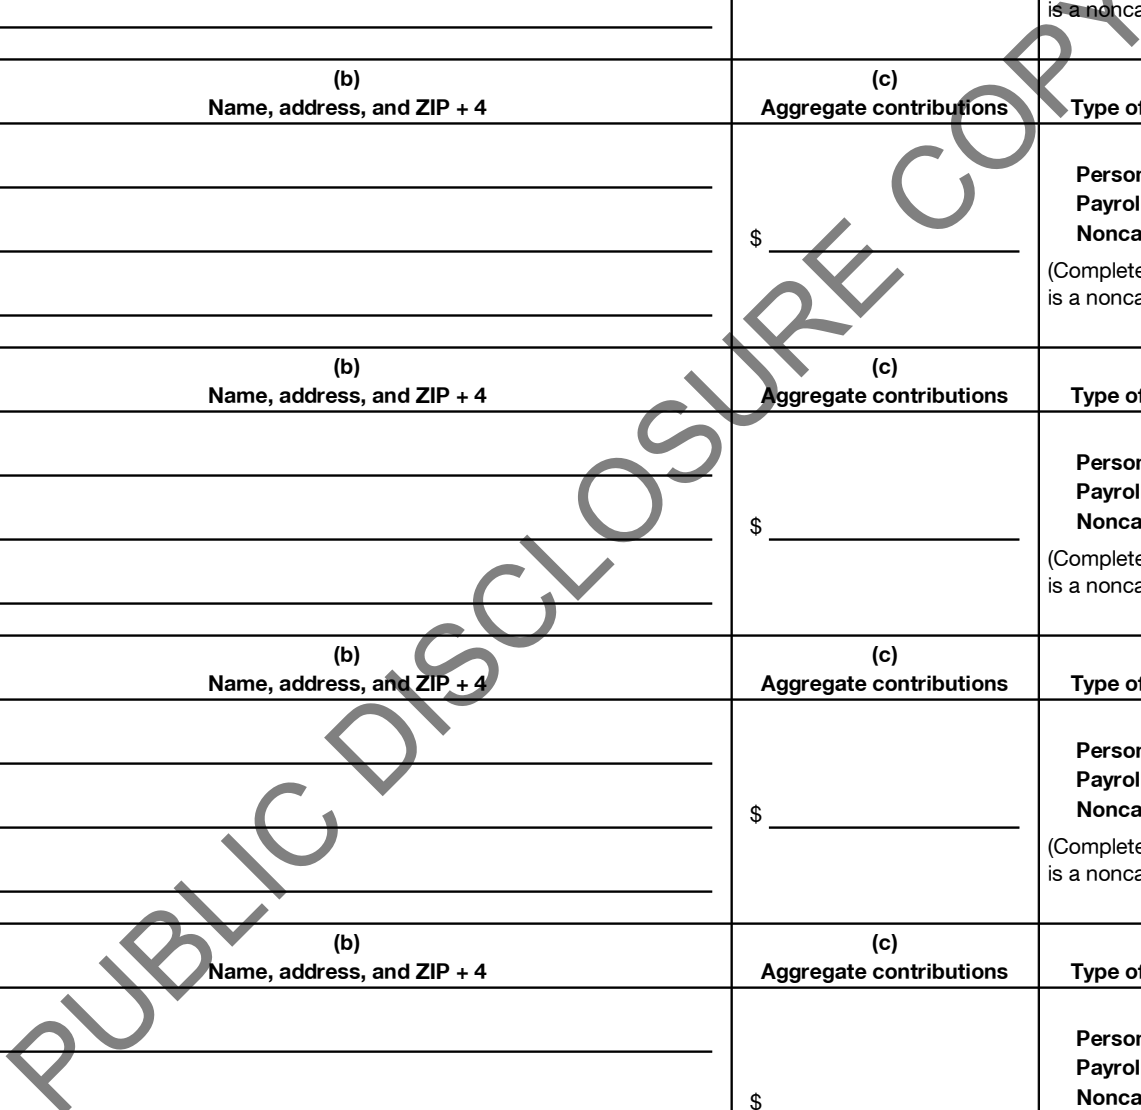 is a nonca
(b) (c)
Name, address, and ZIP + 4 Aggregate contributions Type of
Person
Payrol
$ Nonca
(Complete
is a nonca
(b) (c)
Name, address, and ZIP + 4 Aggregate contributions Type of
Person
Payrol
$ Nonca
(Complete
is a nonca
(b) (c)
Name, address, and ZIP + 4 Aggregate contributions Type of
Person
Payrol
$ Nonca
(Complete
is a nonca
(b) (c)
Name, address, and ZIP + 4 Aggregate contributions Type of
Person
Payrol
$ Nonca
PUBLIC DISCLOSURE COPY